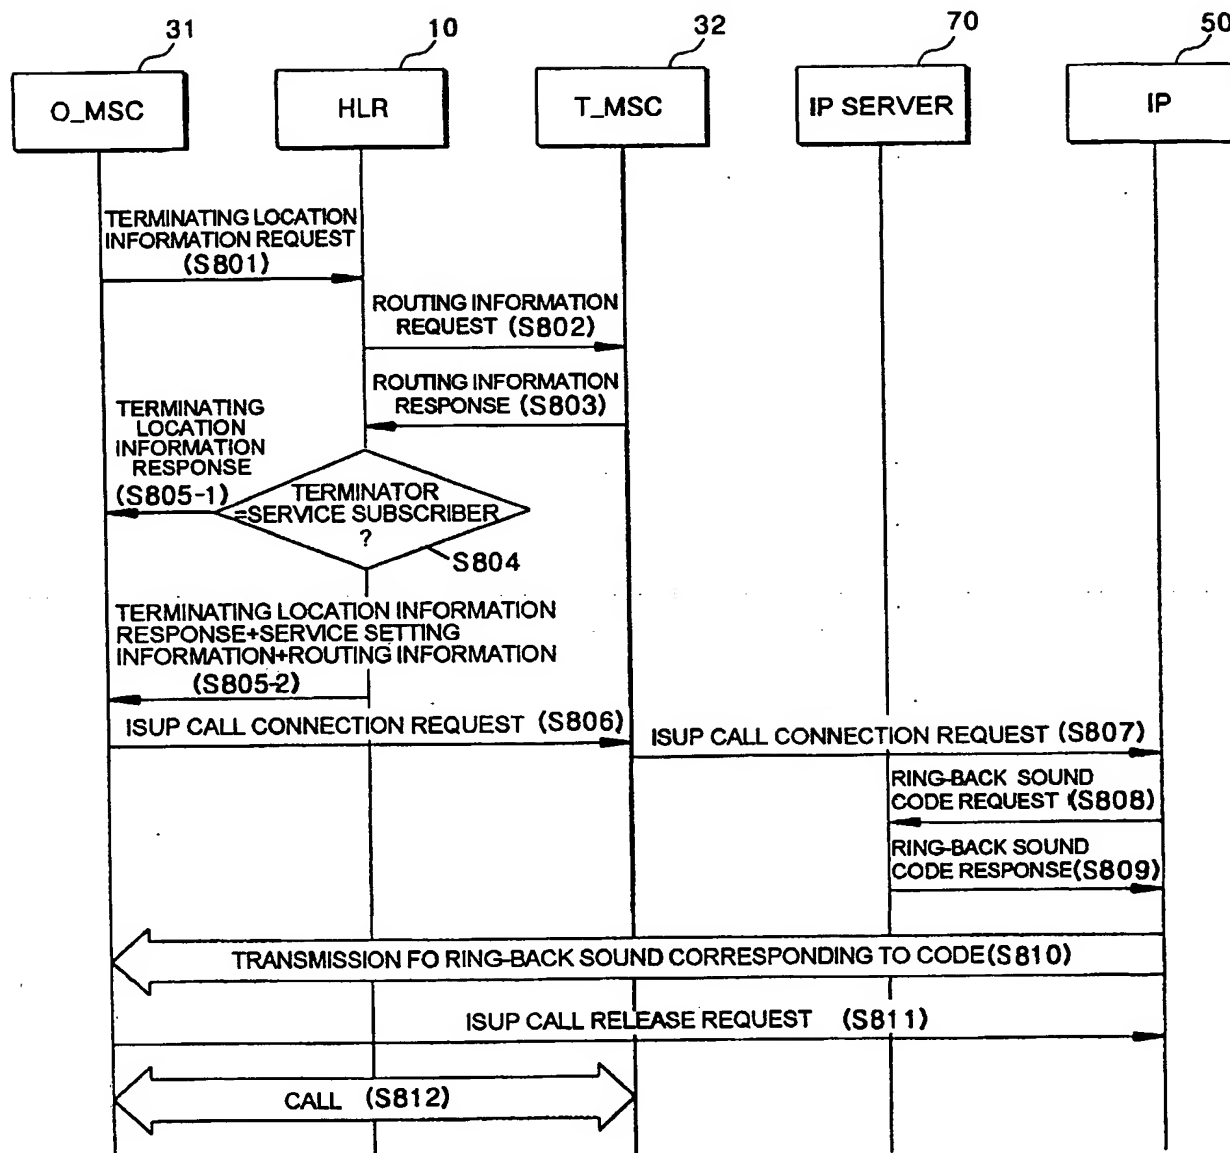 31
10
32
70
50
O_MSC
HLR
T_MSC
IP SERVER
IP
TERMINATING LOCATION
INFORMATION REQUEST
(S801)
ROUTING INFORMATION
REQUEST (S802)
ROUTING INFORMATION
RESPONSE (S803)
TERMINATING
LOCATION
INFORMATION
RESPONSE
(S805-1)
TERMINATOR
=SERVICE SUBSCRIBER
?
S804
TERMINATING LOCATION INFORMATION
RESPONSE+SERVICE SETTING
INFORMATION+ROUTING INFORMATION
(S805-2)
ISUP CALL CONNECTION REQUEST (S806)
ISUP CALL CONNECTION REQUEST (S807)
RING-BACK SOUND
CODE REQUEST (S808)
RING-BACK SOUND
CODE RESPONSE(S809)
TRANSMISSION FO RING-BACK SOUND CORRESPONDING TO CODE(S810)
ISUP CALL RELEASE REQUEST (S811)
CALL (S812)